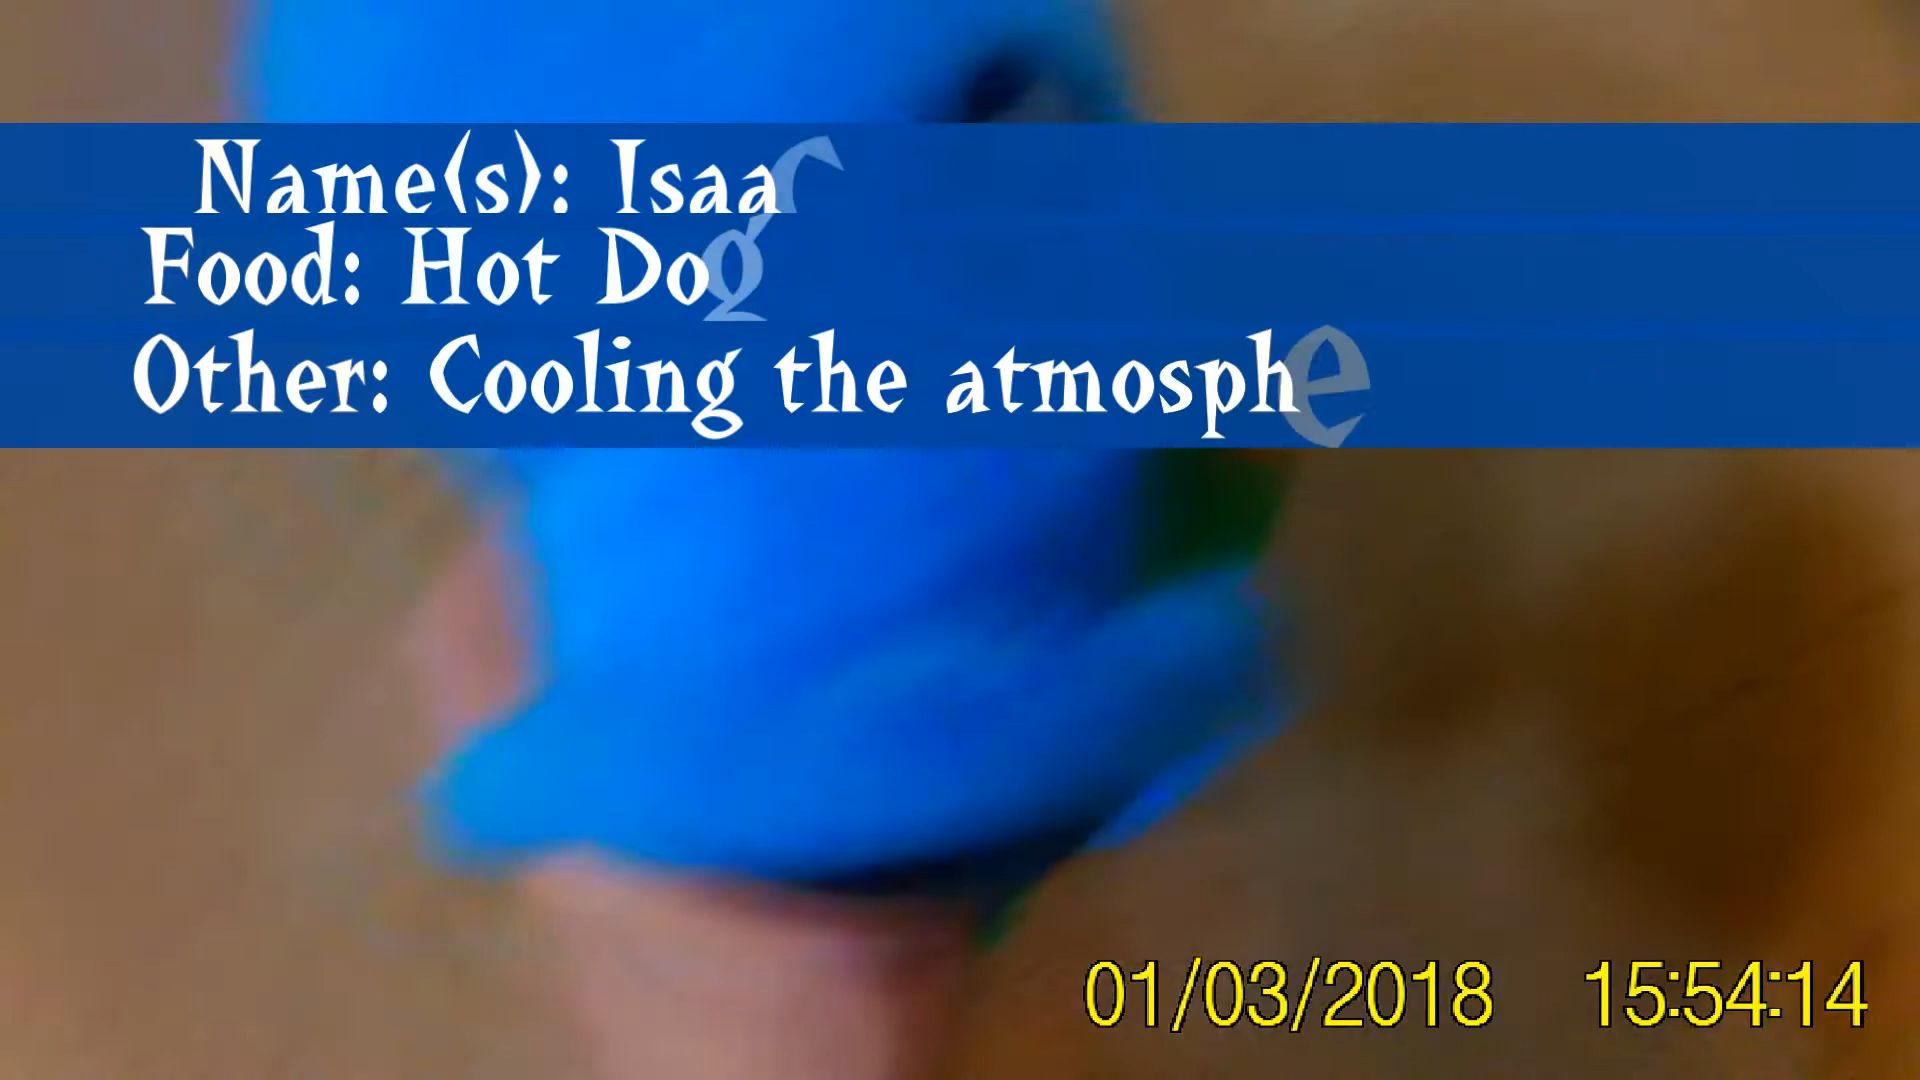 Name(s): Isaac
Food: Hot Dog
Other: Cooling the atmosphe
01/03/2018 15:54:14